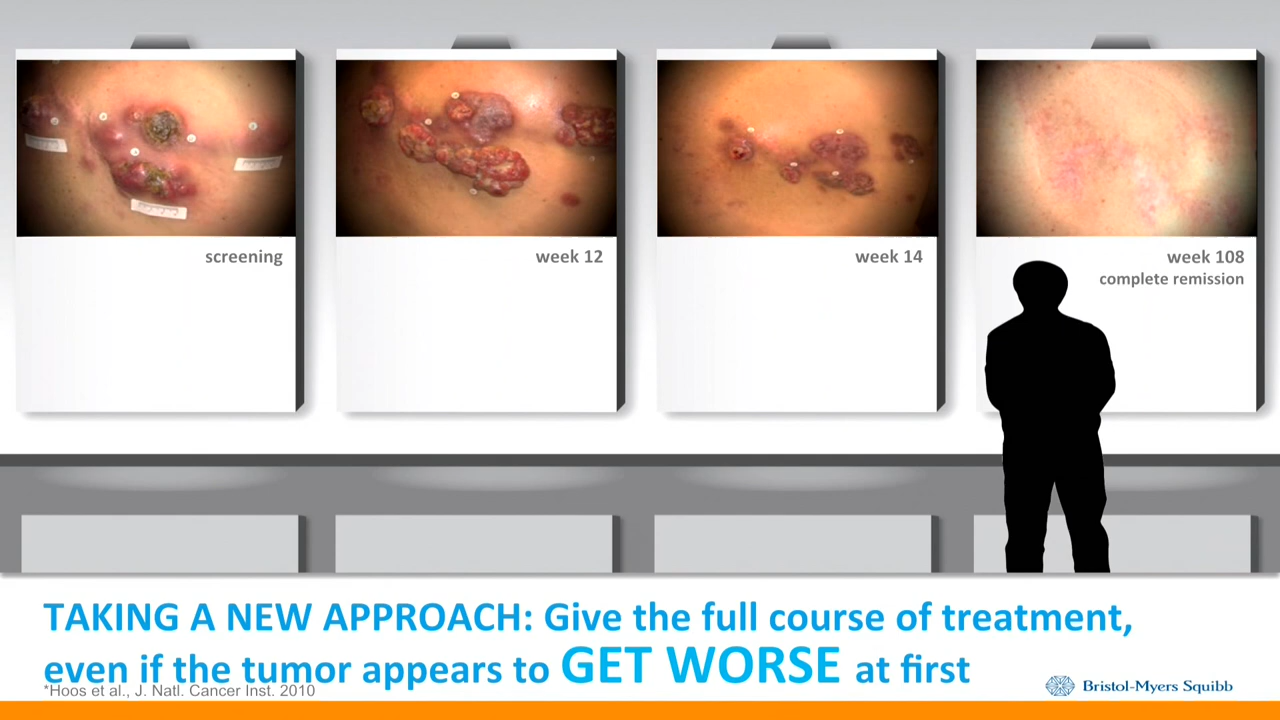 screening
week 12
week 14
week 108
complete remission
TAKING A NEW APPROACH: Give the full course of treatment,
even if the tumor appears to GET WORSE at first
*Hoos et al., J. Natl. Cancer Inst. 2010
Bristol-Myers Squibb